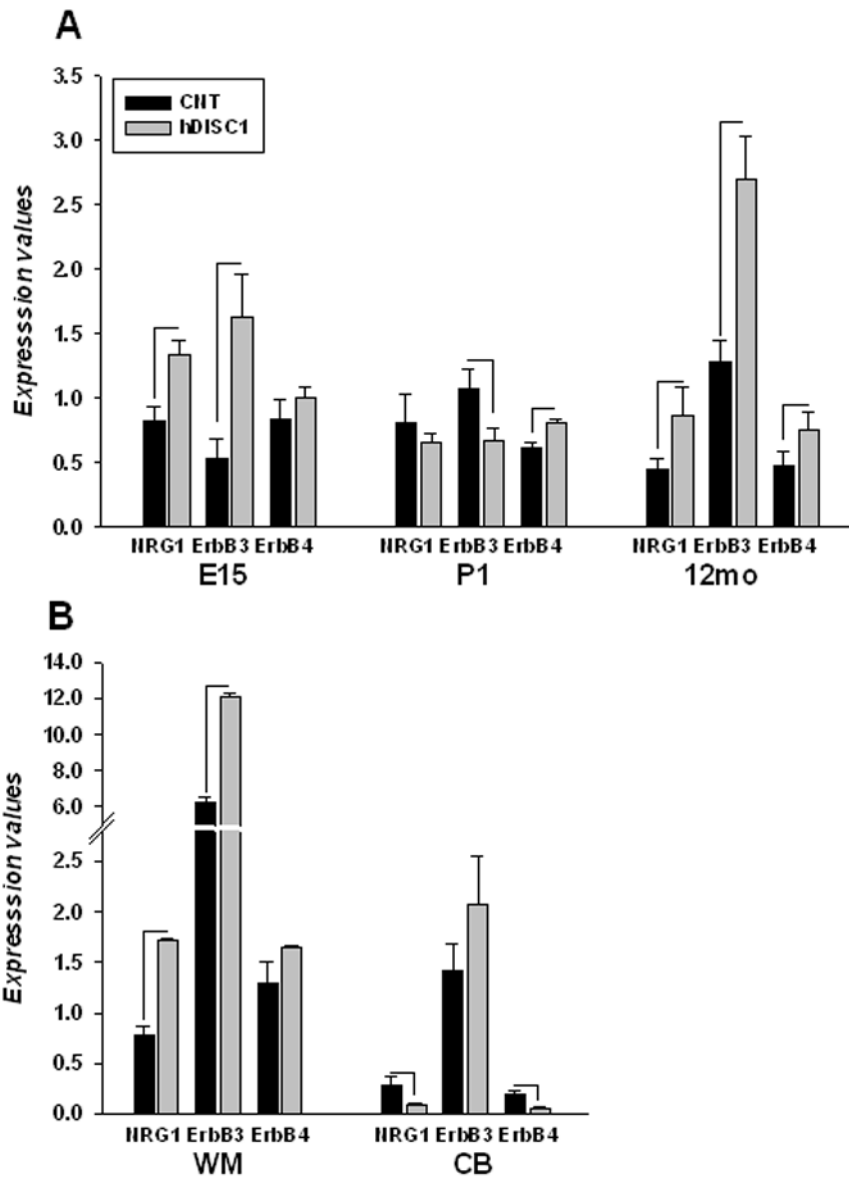 A
3.5
3.0
2.5
2.0
1.5
1.0
0.5
0.0
Expresssion values
CNT
hDISC1
NRG1 ErbB3 ErbB4 NRG1 ErbB3 ErbB4 NRG1 ErbB3 ErbB4
E15 P1 12mo
B
14.0
12.0
10.0
8.0
6.0
2.5
2.0
1.5
1.0
0.5
0.0
Expresssion values
NRG1 ErbB3 ErbB4 NRG1 ErbB3 ErbB4
WM CB